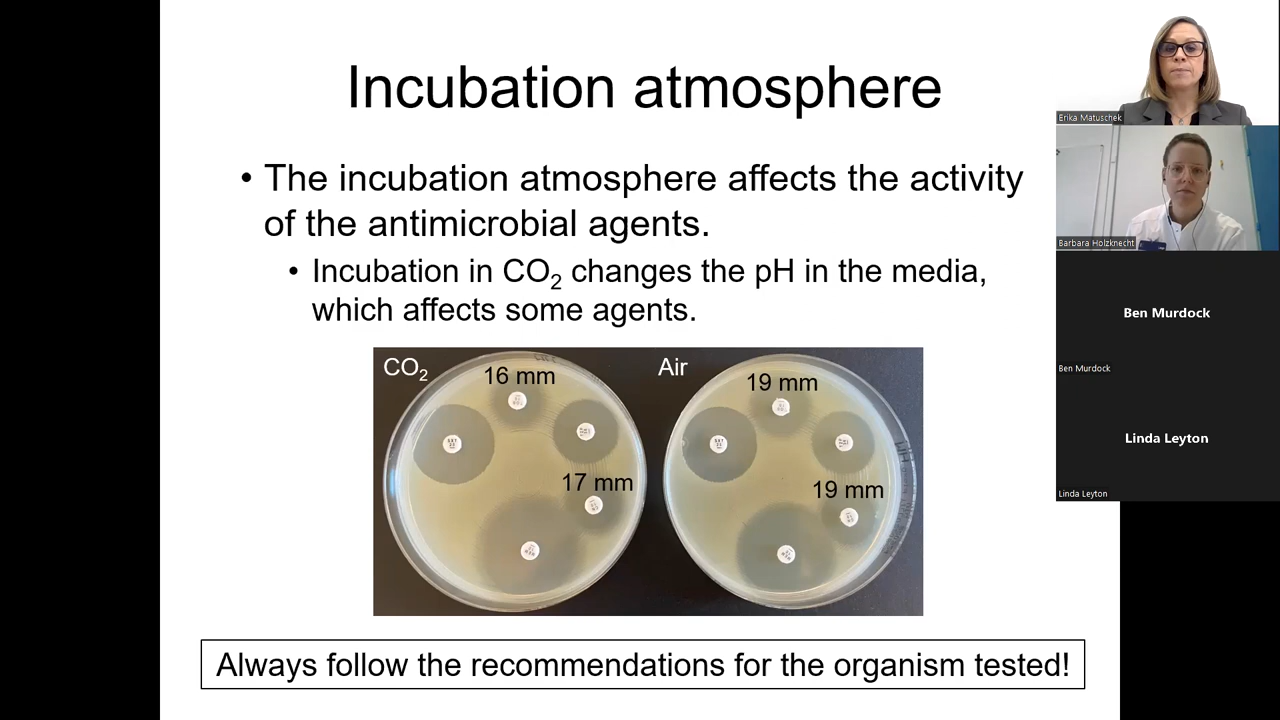 Incubation atmosphere
• The incubation atmosphere affects the activity
of the antimicrobial agents.
• Incubation in CO₂ changes the pH in the media,
which affects some agents.
CO₂
16 mm
17 mm
SXT
Air
19 mm
19 mm
SXT
Always follow the recommendations for the organism tested!
Erika Matuschek
Barbara Holzknecht
Ben Murdock
Ben Murdock
Linda Leyton
Linda Leyton